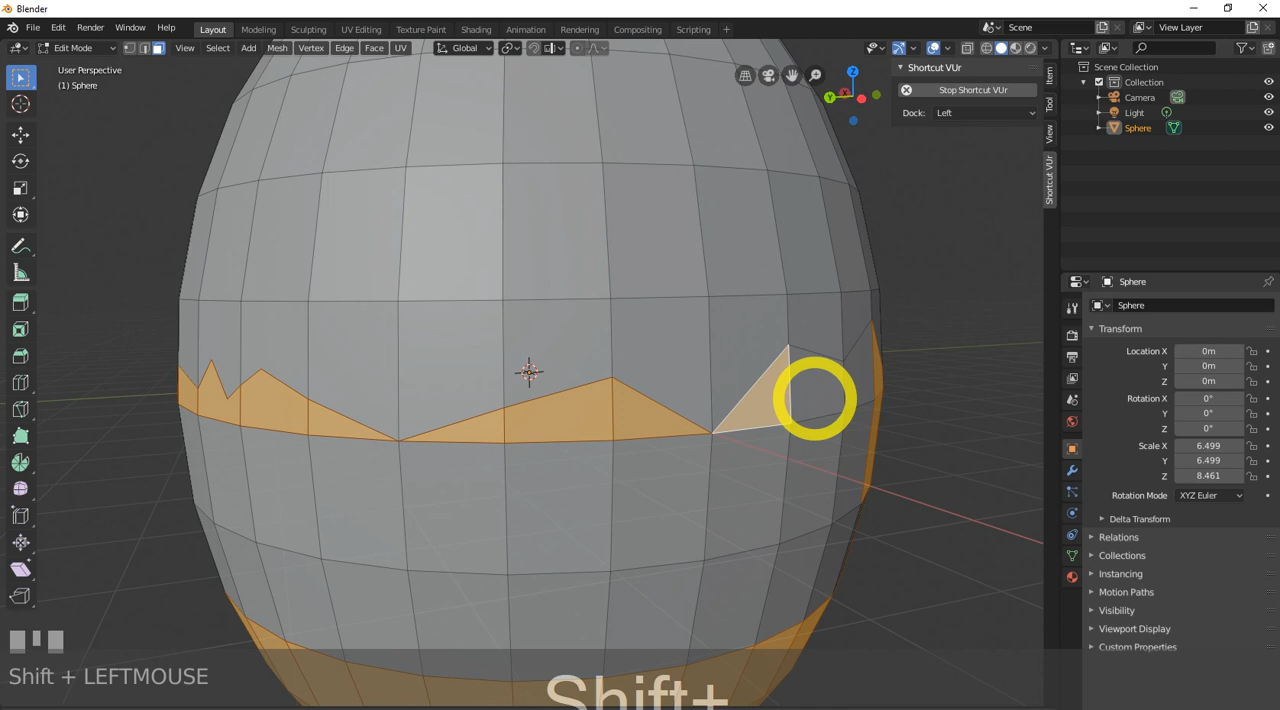 Blender
File Edit Render Window Help
Layout Modeling Sculpting UV Editing Texture Paint Shading Animation Rendering Compositing Scripting +
Scene
View Layer
Edit Mode
View Select Add Mesh Vertex Edge Face UV
Global
User Perspective
(1) Sphere
Z
Y
Shortcut VUr
Stop Shortcut VUr
Dock: Left
Item
Tool
View
Shortcut VUr
Scene Collection
Collection
Camera
Light
Sphere
Sphere
Sphere
Transform
Location X 0m
Y 0m
Z 0m
Rotation X 0°
Y 0°
Z 0°
Scale X 6.499
Y 6.499
Z 8.461
Rotation Mode XYZ Euler
Delta Transform
Relations
Collections
Instancing
Motion Paths
Visibility
Viewport Display
Custom Properties
Shift + LEFTMOUSE
Shift+